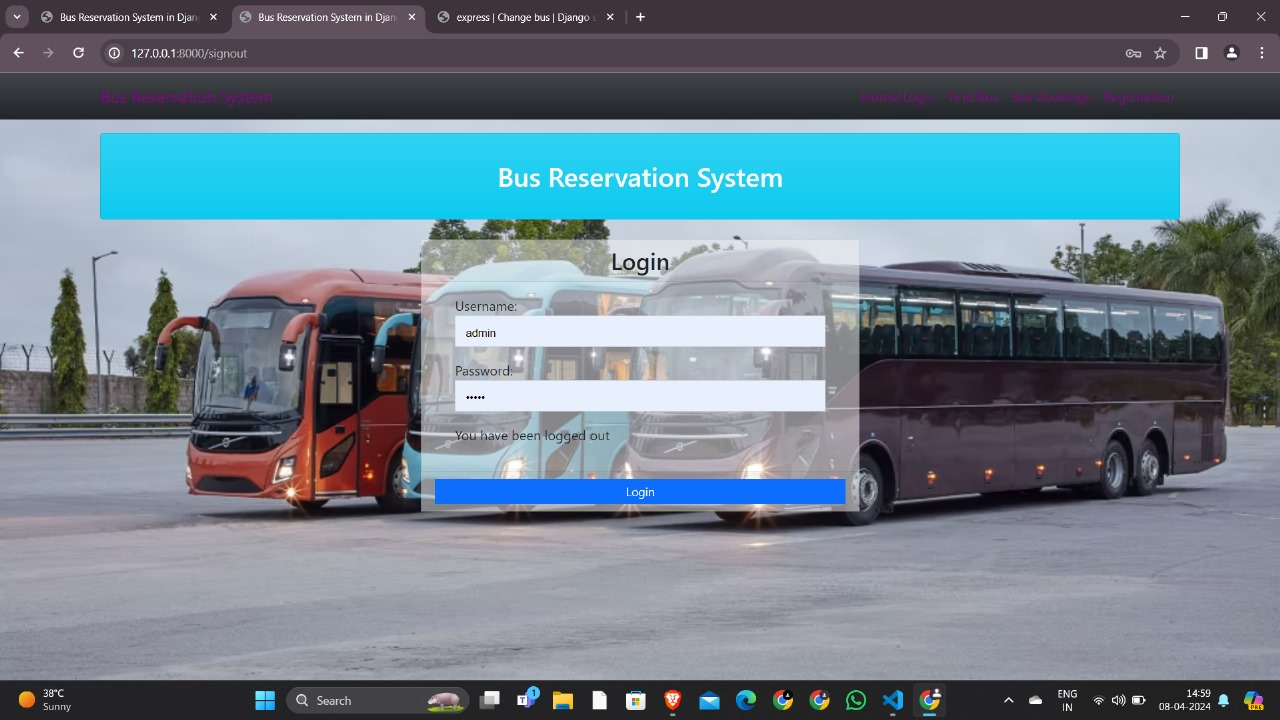 Bus Reservation System in Djan
Bus Reservation System in Djan
express | Change bus | Django s
127.0.0.1:8000/signout
Bus Reservation System
Home/Login Find Bus See Bookings Registration
Bus Reservation System
Login
Username:
admin
Password:
•••••
You have been logged out
Login
38°C
Sunny
Search
1
ENG
IN
14:59
08-04-2024
PRE